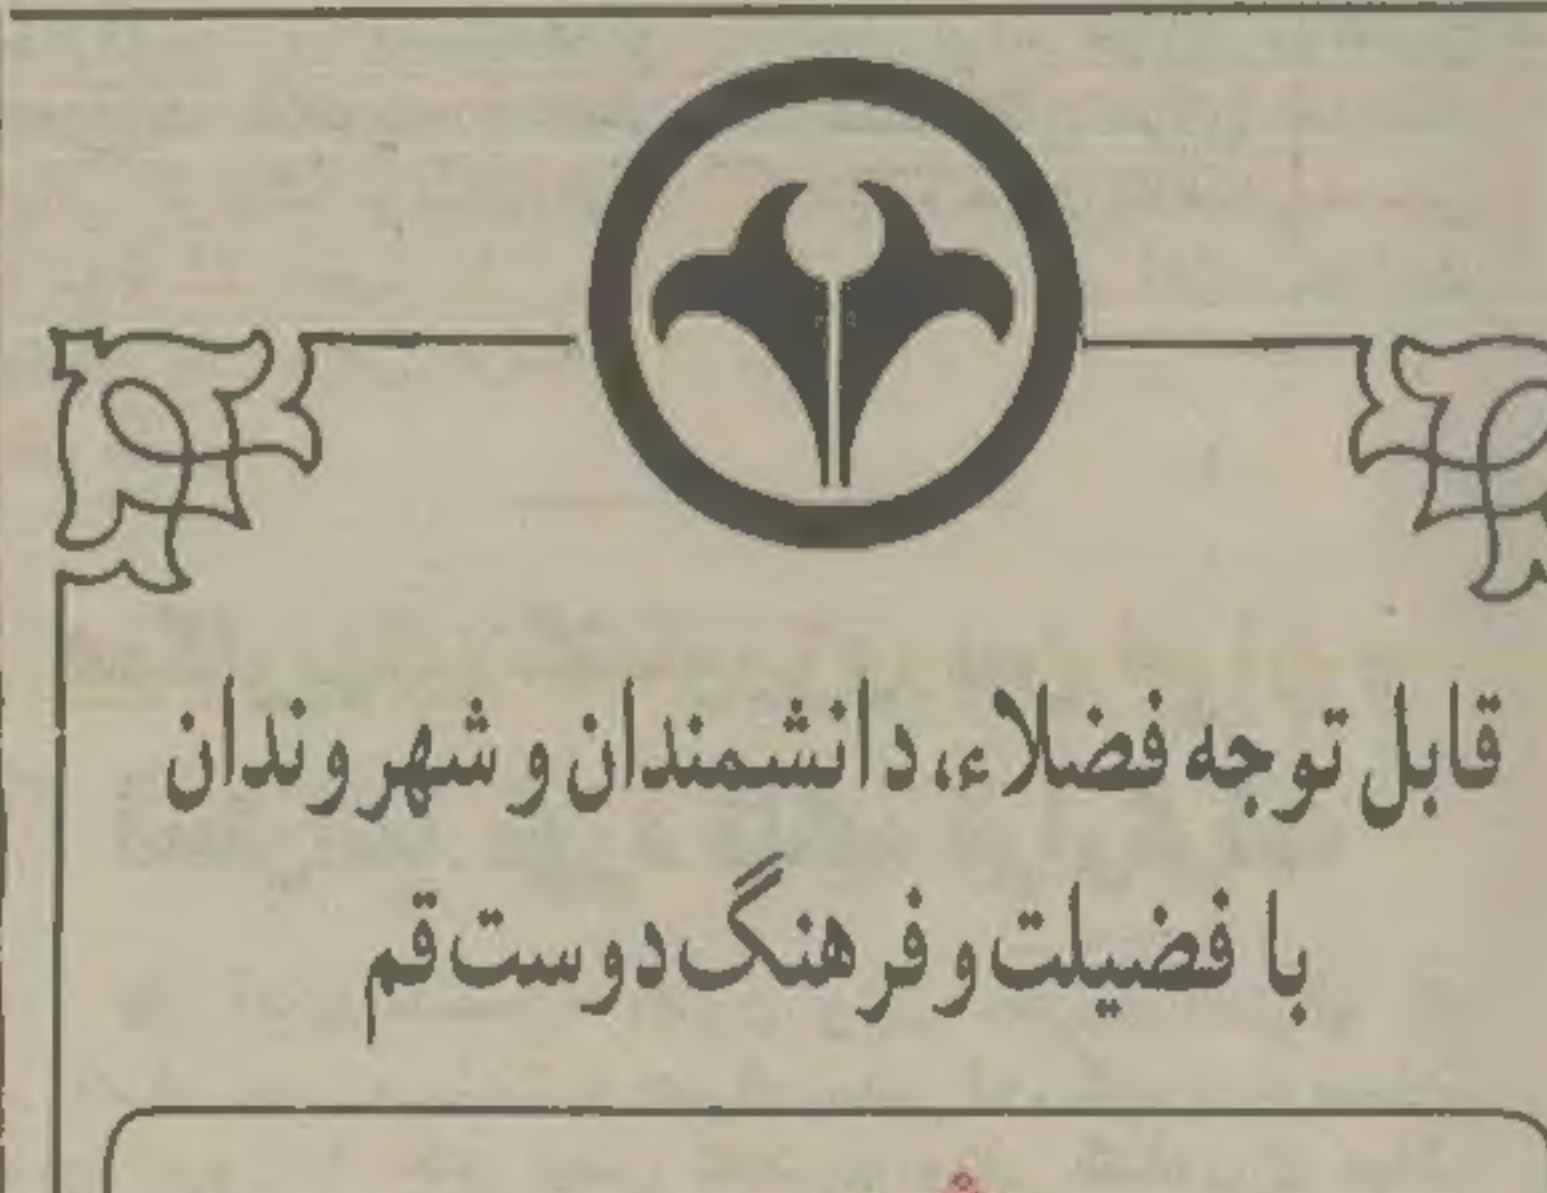 قابل توجه فضلاء، دانشمندان و شهروندان
با فضیلت و فرهنگ دوست قم